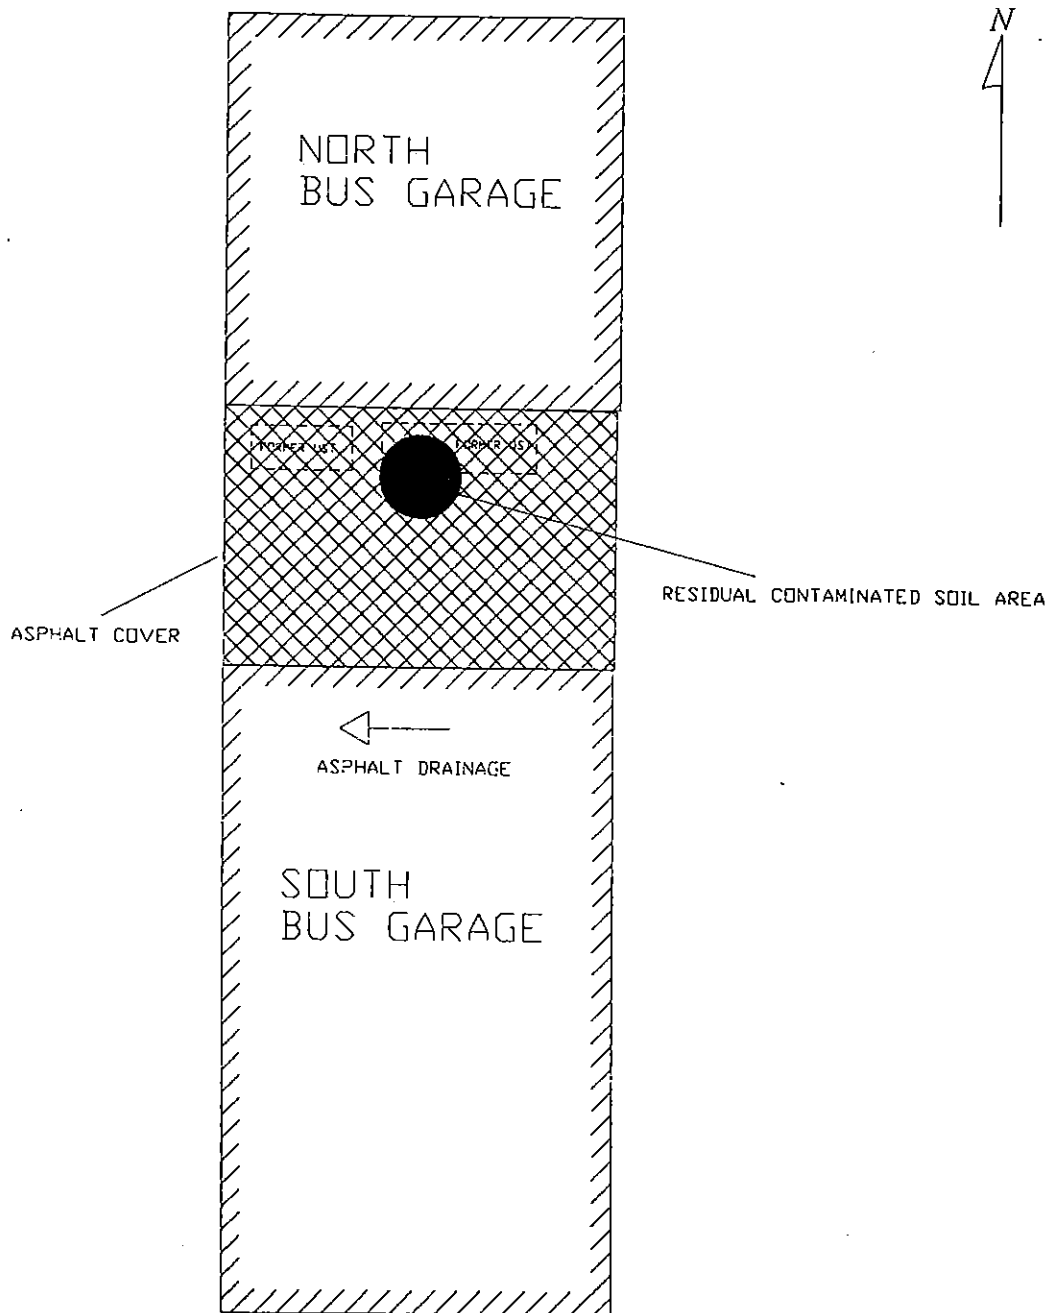 N
NORTH
BUS GARAGE
FORMER UST
FORMER UST
RESIDUAL CONTAMINATED SOIL AREA
ASPHALT COVER
ASPHALT DRAINAGE
SOUTH
BUS GARAGE